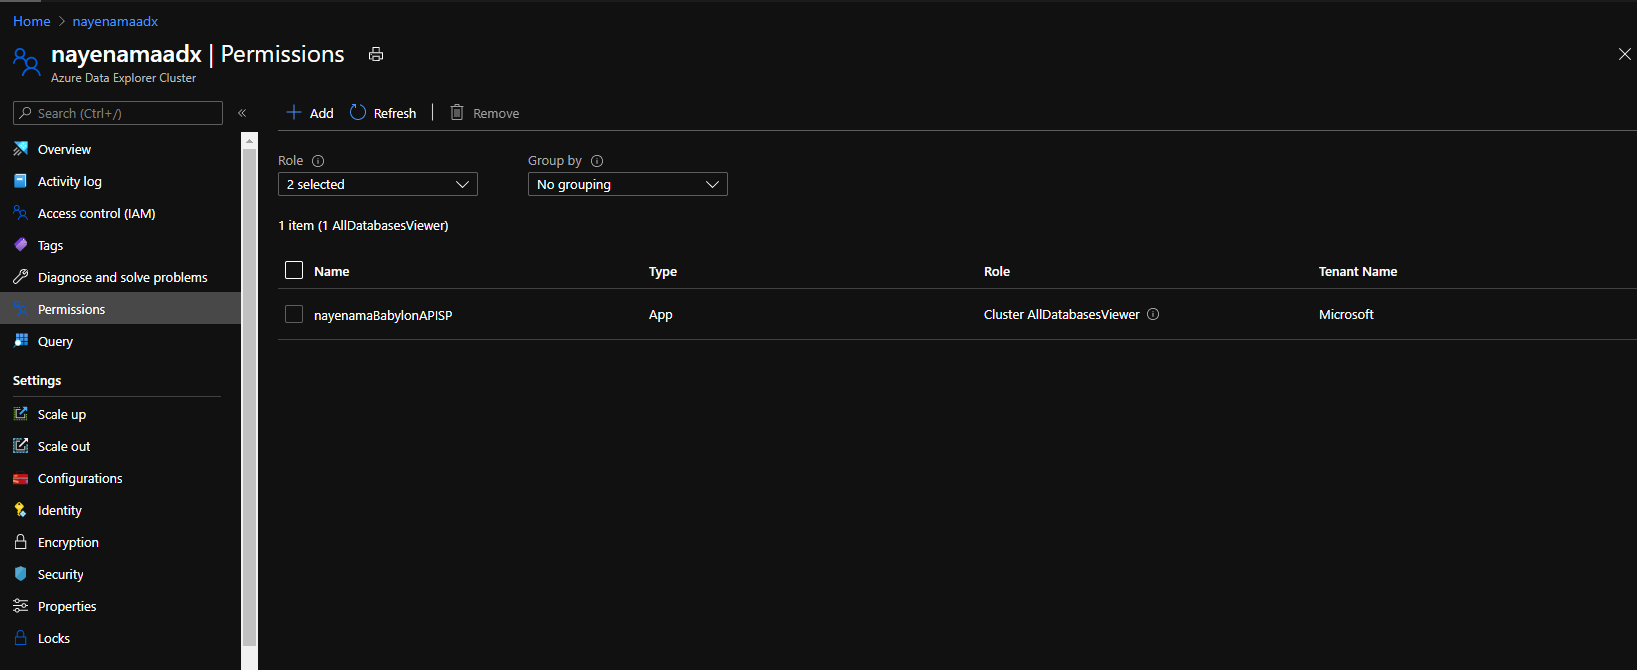 Home > nayenamaadx
nayenamaadx | Permissions
Azure Data Explorer Cluster
Search (Ctrl+/)
«
Add
Refresh
Remove
Overview
Activity log
Access control (IAM)
Tags
Diagnose and solve problems
Permissions
Query
Settings
Scale up
Scale out
Configurations
Identity
Encryption
Security
Properties
Locks
Role
Group by
2 selected
No grouping
1 item (1 AllDatabasesViewer)
Name Type Role Tenant Name
nayenamaBabylonAPISP App Cluster AllDatabasesViewer Microsoft